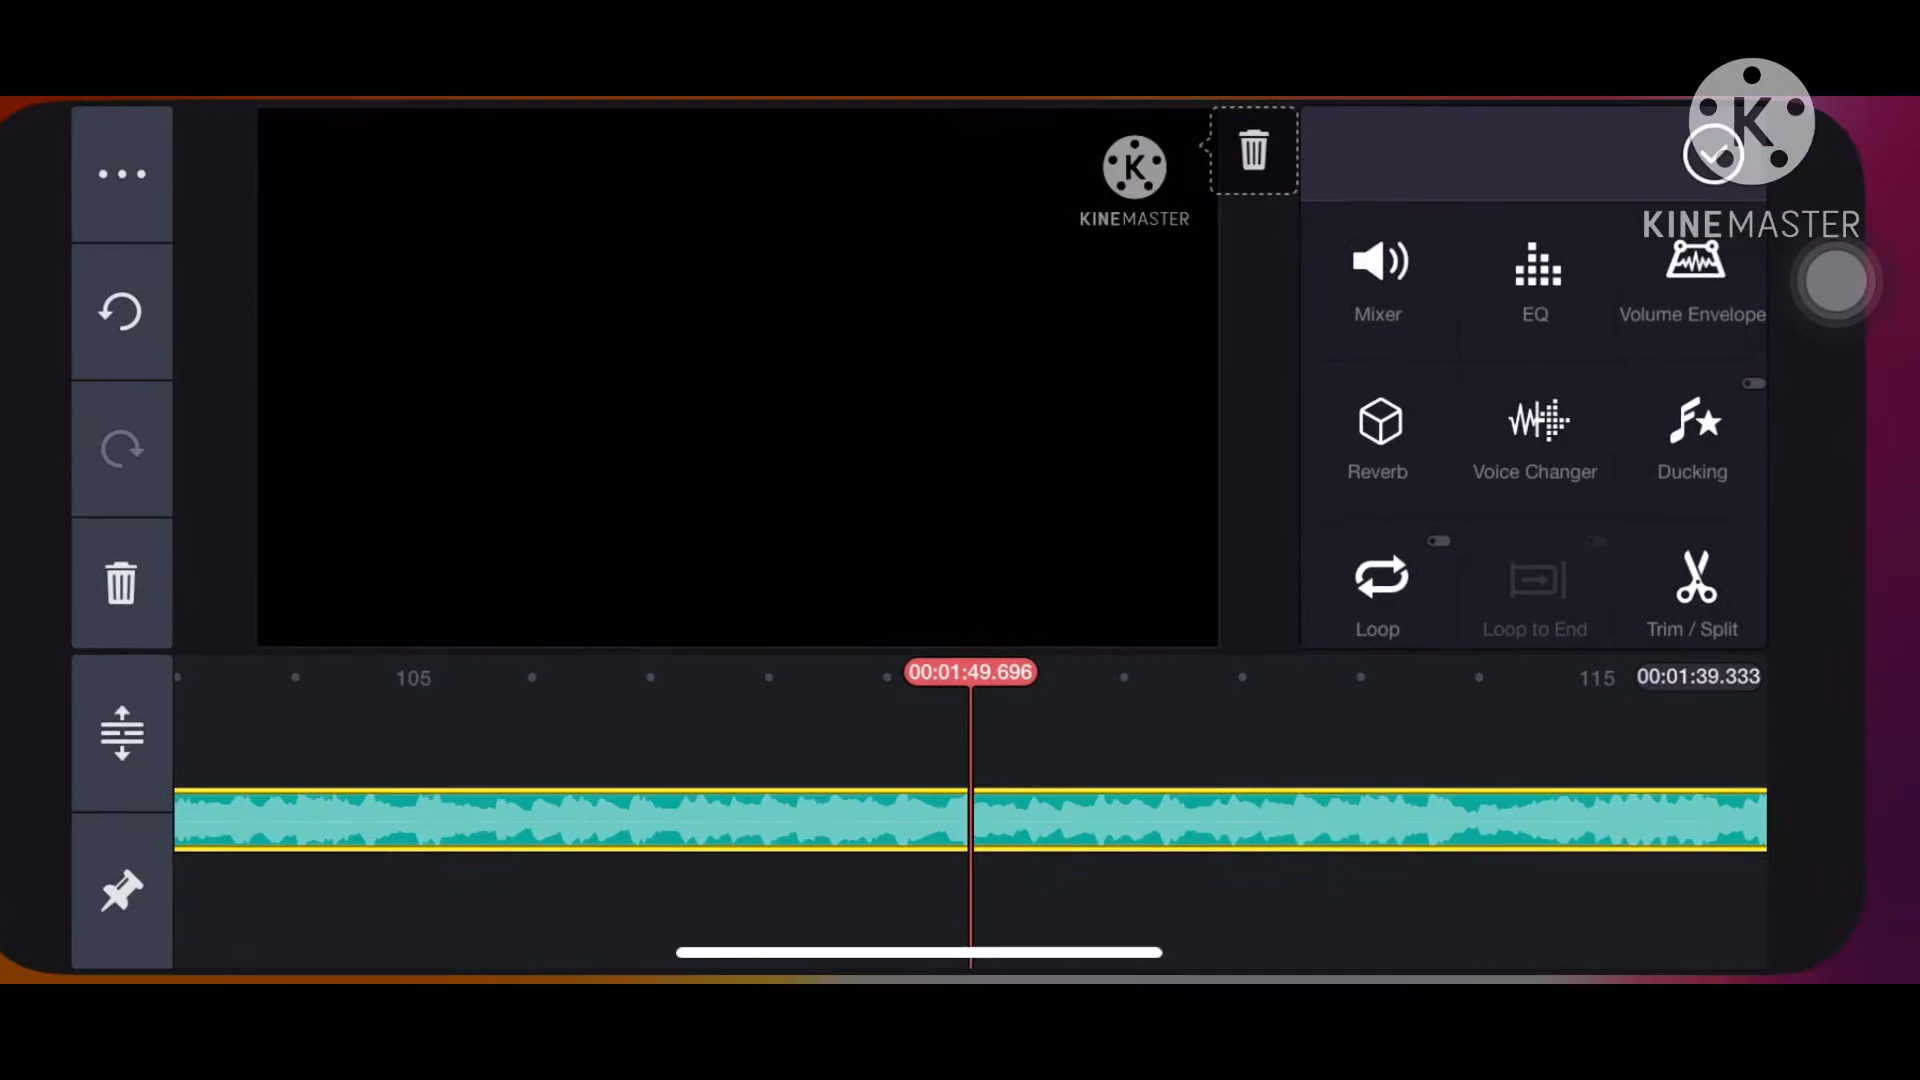 K
KINEMASTER
K
KINEMASTER
Mixer
EQ
Volume Envelope
Reverb
Voice Changer
Ducking
Loop
Loop to End
Trim / Split
105
00:01:49.696
115
00:01:39.333